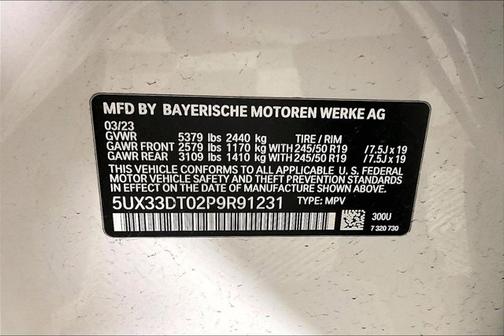 MFD BY BAYERISCHE MOTOREN WERKE AG
03/23
GVWR 5379 lbs 2440 kg TIRE / RIM
GAWR FRONT 2579 lbs 1170 kg WITH 245/50 R19 / 7.5J x 19
GAWR REAR 3109 lbs 1410 kg WITH 245/50 R19 / 7.5J x 19
THIS VEHICLE CONFORMS TO ALL APPLICABLE U.S. FEDERAL
MOTOR VEHICLE SAFETY AND THEFT PREVENTION
STANDARDS IN EFFECT ON THE DATE OF MANUFACTURE
SHOWN ABOVE.
5UX33DT02P9R91231 TYPE: MPV
300U
7 320 730